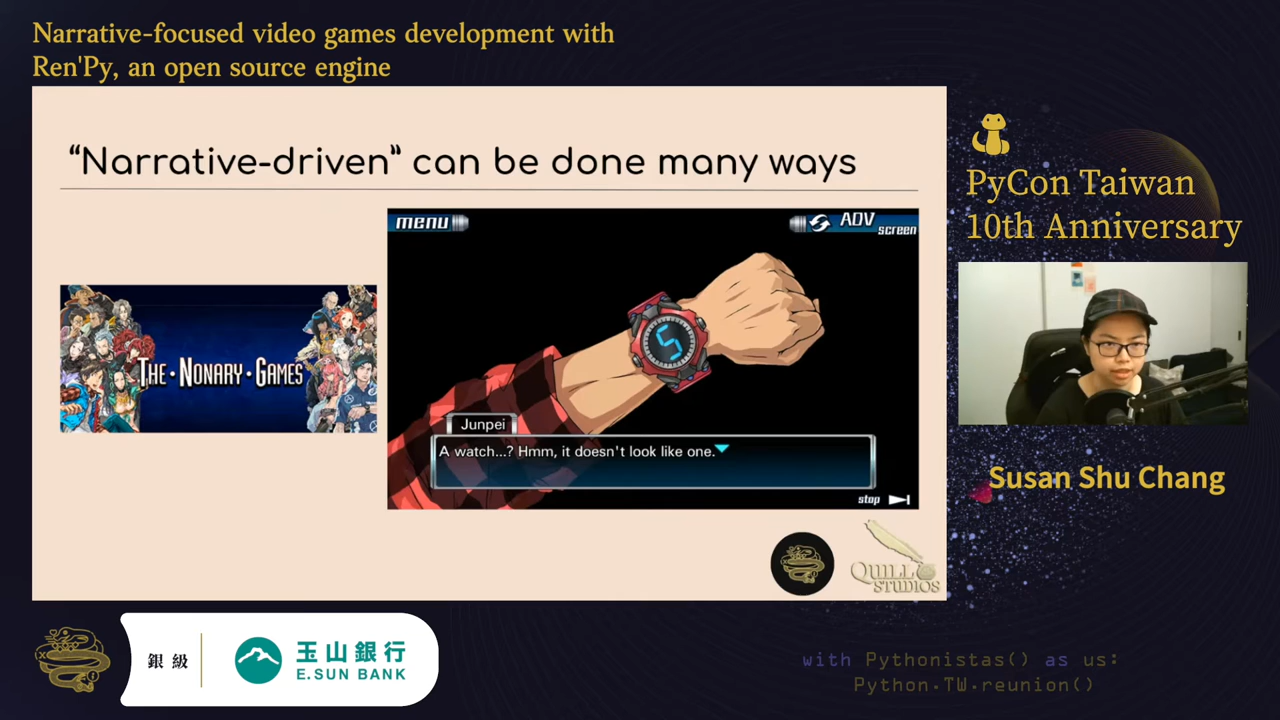 Narrative-focused video games development with
Ren'Py, an open source engine
“Narrative-driven” can be done many ways
menu
ADV
screen
THE·NONARY·GAMES
5
Junpei
A watch...? Hmm, it doesn't look like one.
stop
QUILL
STUDIOS
PyCon Taiwan
10th Anniversary
Susan Shu Chang
銀級
玉山銀行
E.SUN BANK
with Pythonistas() as us:
Python.TW.reunion()